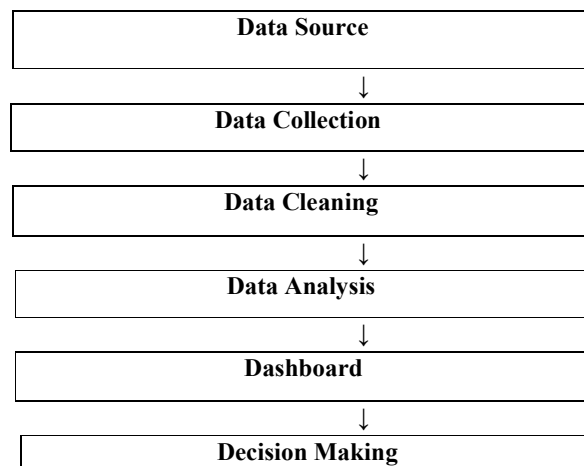 Data Source
↓
Data Collection
↓
Data Cleaning
↓
Data Analysis
↓
Dashboard
↓
Decision Making